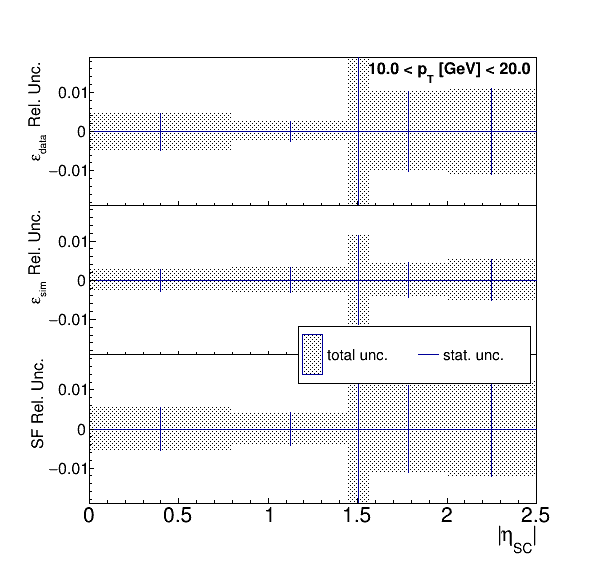 10.0 < p_T [GeV] < 20.0
ε_data Rel. Unc.
0.01
0
−0.01
ε_sim Rel. Unc.
0.01
0
−0.01
total unc.
stat. unc.
SF Rel. Unc.
0.01
0
−0.01
0
0.5
1
1.5
2
2.5
|η_SC|